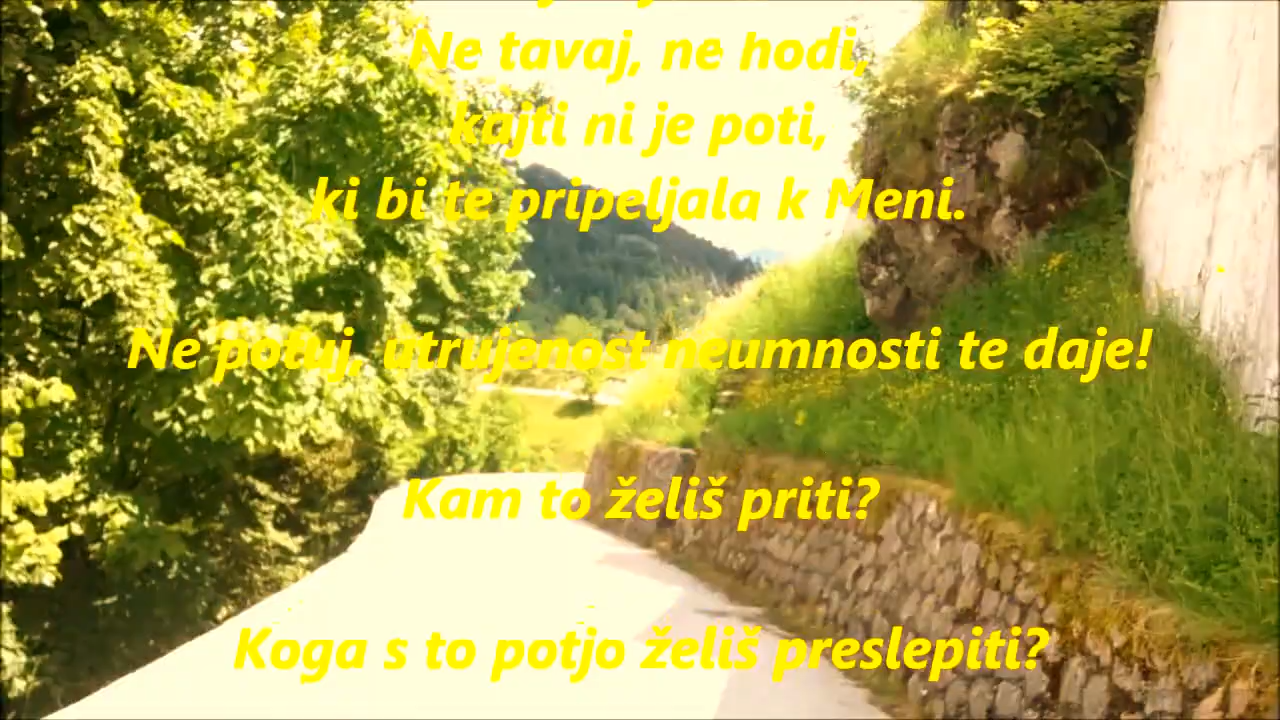 Ne tavaj, ne hodi,
kajti ni je poti,
ki bi te pripeljala k Meni.
Ne potuj, utrujenost neumnosti te daje!
Kam to želiš priti?
Koga s to potjo želiš preslepiti?